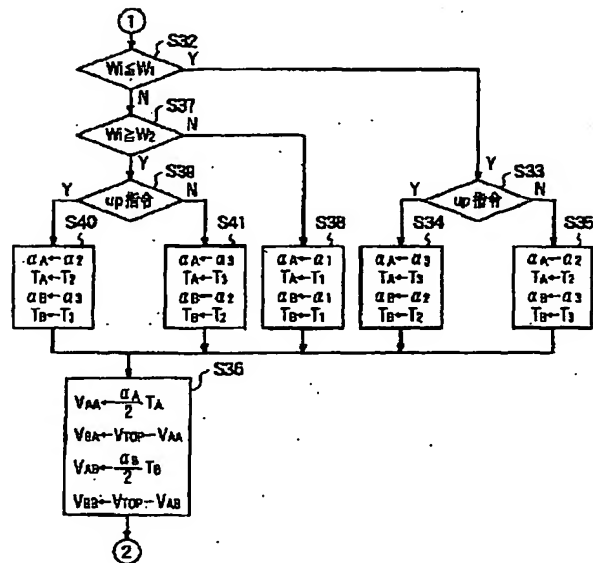 1
S32
Wi≦W1
Y
N
S37
Wi≧W2
N
Y
S39
up指令
Y
N
Y
S33
up指令
Y
N
S40
αA←α2
TA←T2
αB←α3
TB←T3
S41
αA←α3
TA←T3
αB←α2
TB←T2
S38
αA←α1
TA←T1
αB←α1
TB←T1
S34
αA←α3
TA←T3
αB←α2
TB←T2
S35
αA←α2
TA←T2
αB←α3
TB←T3
S36
VAA←αA/2 TA
VBA←VTOP−VAA
VAB←αB/2 TB
VBB←VTOP−VAB
2